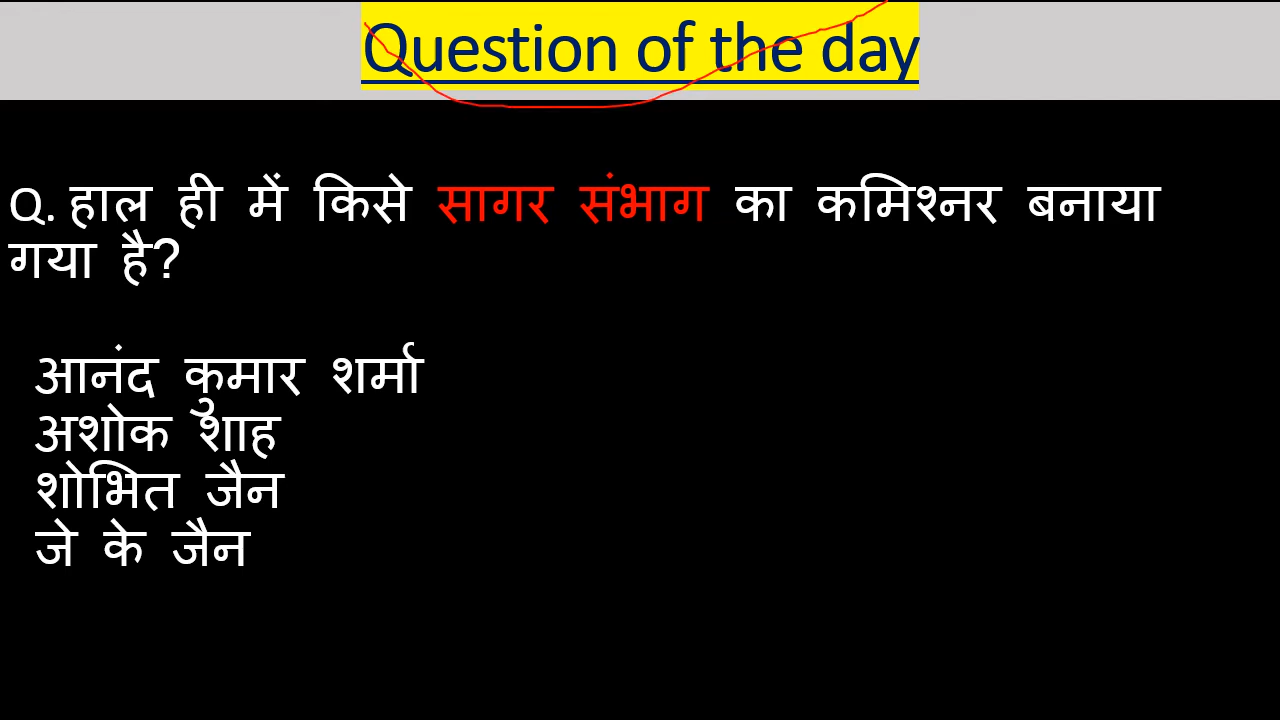 Question of the day
Q. हाल ही में किसे सागर संभाग का कमिश्नर बनाया
गया है?
आनंद कुमार शर्मा
अशोक शाह
शोभित जैन
जे के जैन